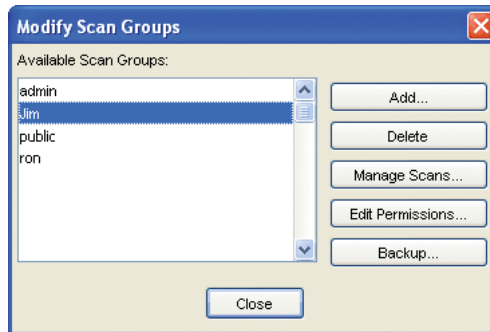 Modify Scan Groups
Available Scan Groups:
admin
Jim
public
ron
Add...
Delete
Manage Scans...
Edit Permissions...
Backup...
Close